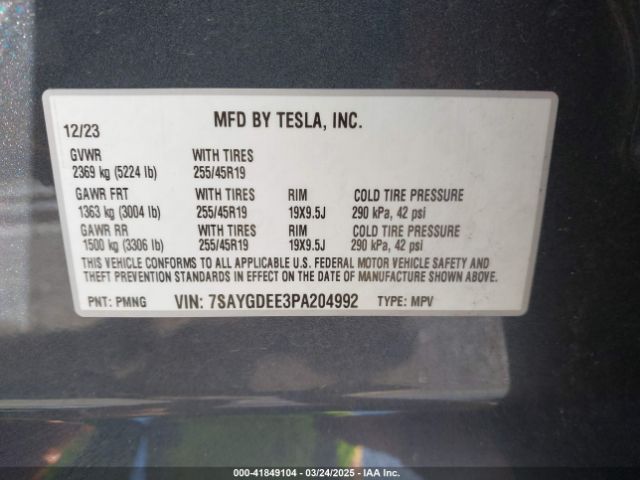 MFD BY TESLA, INC.
12/23
GVWR WITH TIRES
2369 kg (5224 lb) 255/45R19
GAWR FRT WITH TIRES RIM COLD TIRE PRESSURE
1363 kg (3004 lb) 255/45R19 19X9.5J 290 kPa, 42 psi
GAWR RR WITH TIRES RIM COLD TIRE PRESSURE
1500 kg (3306 lb) 255/45R19 19X9.5J 290 kPa, 42 psi
THIS VEHICLE CONFORMS TO ALL APPLICABLE U.S. FEDERAL MOTOR VEHICLE SAFETY AND
THEFT PREVENTION STANDARDS IN EFFECT ON THE DATE OF MANUFACTURE SHOWN ABOVE.
PNT: PMNG VIN: 7SAYGDEE3PA204992 TYPE: MPV
000-41849104 - 03/24/2025 - IAA Inc.